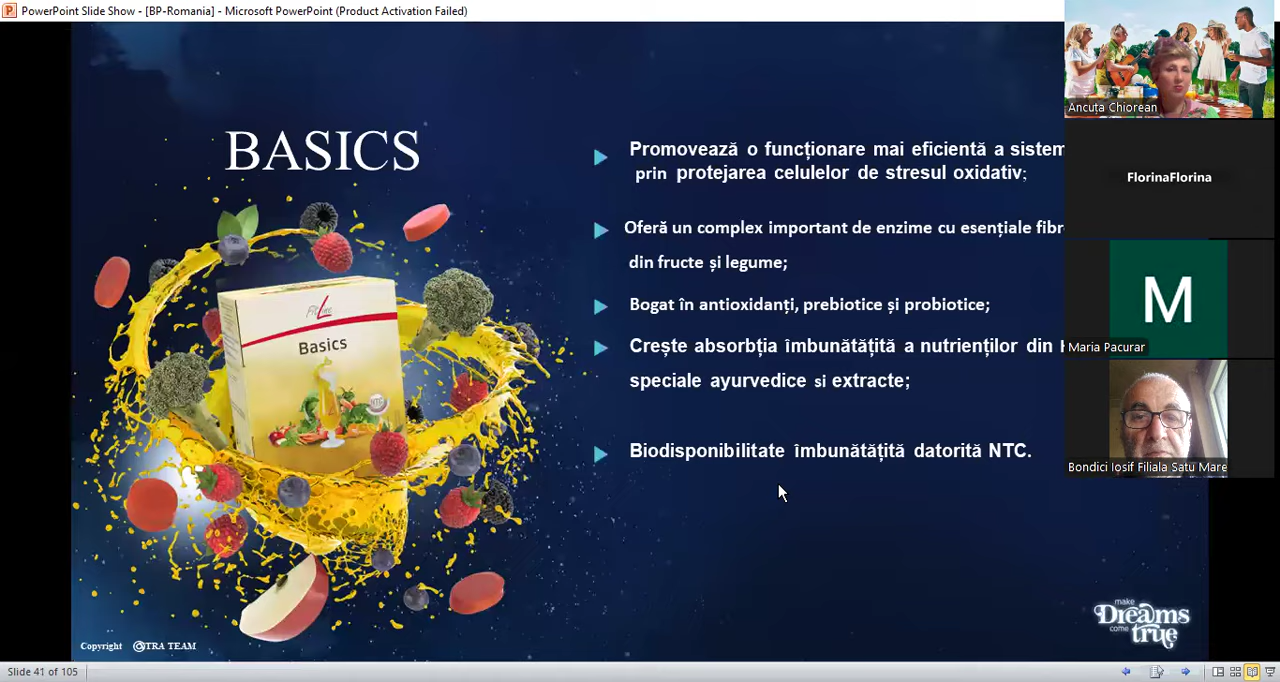 PowerPoint Slide Show - [BP-Romania] - Microsoft PowerPoint (Product Activation Failed)
BASICS
Promovează o funcționare mai eficientă a sistem
prin protejarea celulelor de stresul oxidativ;
Oferă un complex important de enzime cu esențiale fibr
din fructe și legume;
Bogat în antioxidanți, prebiotice și probiotice;
Crește absorbția îmbunătățită a nutrienților din
speciale ayurvedice si extracte;
Biodisponibilitate îmbunătățită datorită NTC.
FitLine
Basics
NTC
Ancuța Chiorean
FlorinaFlorina
M
Maria Pacurar
Bondici Iosif Filiala Satu Mare
make
Dreams
come
true
Copyright @TRA TEAM
Slide 41 of 105